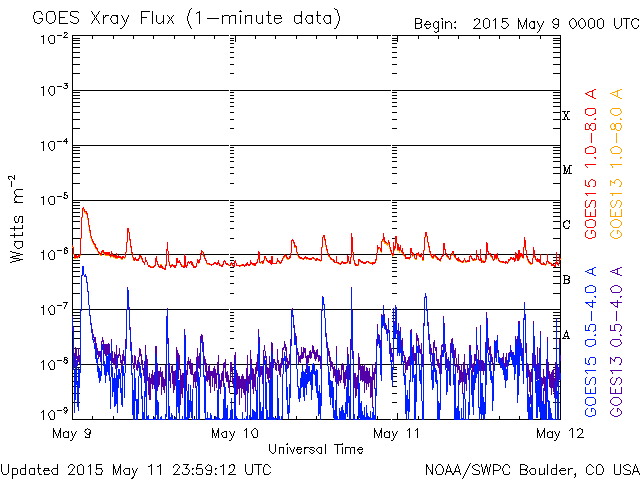 GOES Xray Flux (1-minute data)
Begin: 2015 May 9 0000 UTC
10⁻²
10⁻³
10⁻⁴
10⁻⁵
10⁻⁶
10⁻⁷
10⁻⁸
10⁻⁹
Watts m⁻²
X
M
C
B
A
GOES15 1.0-8.0 A
GOES13 1.0-8.0 A
GOES15 0.5-4.0 A
GOES13 0.5-4.0 A
May 9 May 10 May 11 May 12
Universal Time
Updated 2015 May 11 23:59:12 UTC
NOAA/SWPC Boulder, CO USA